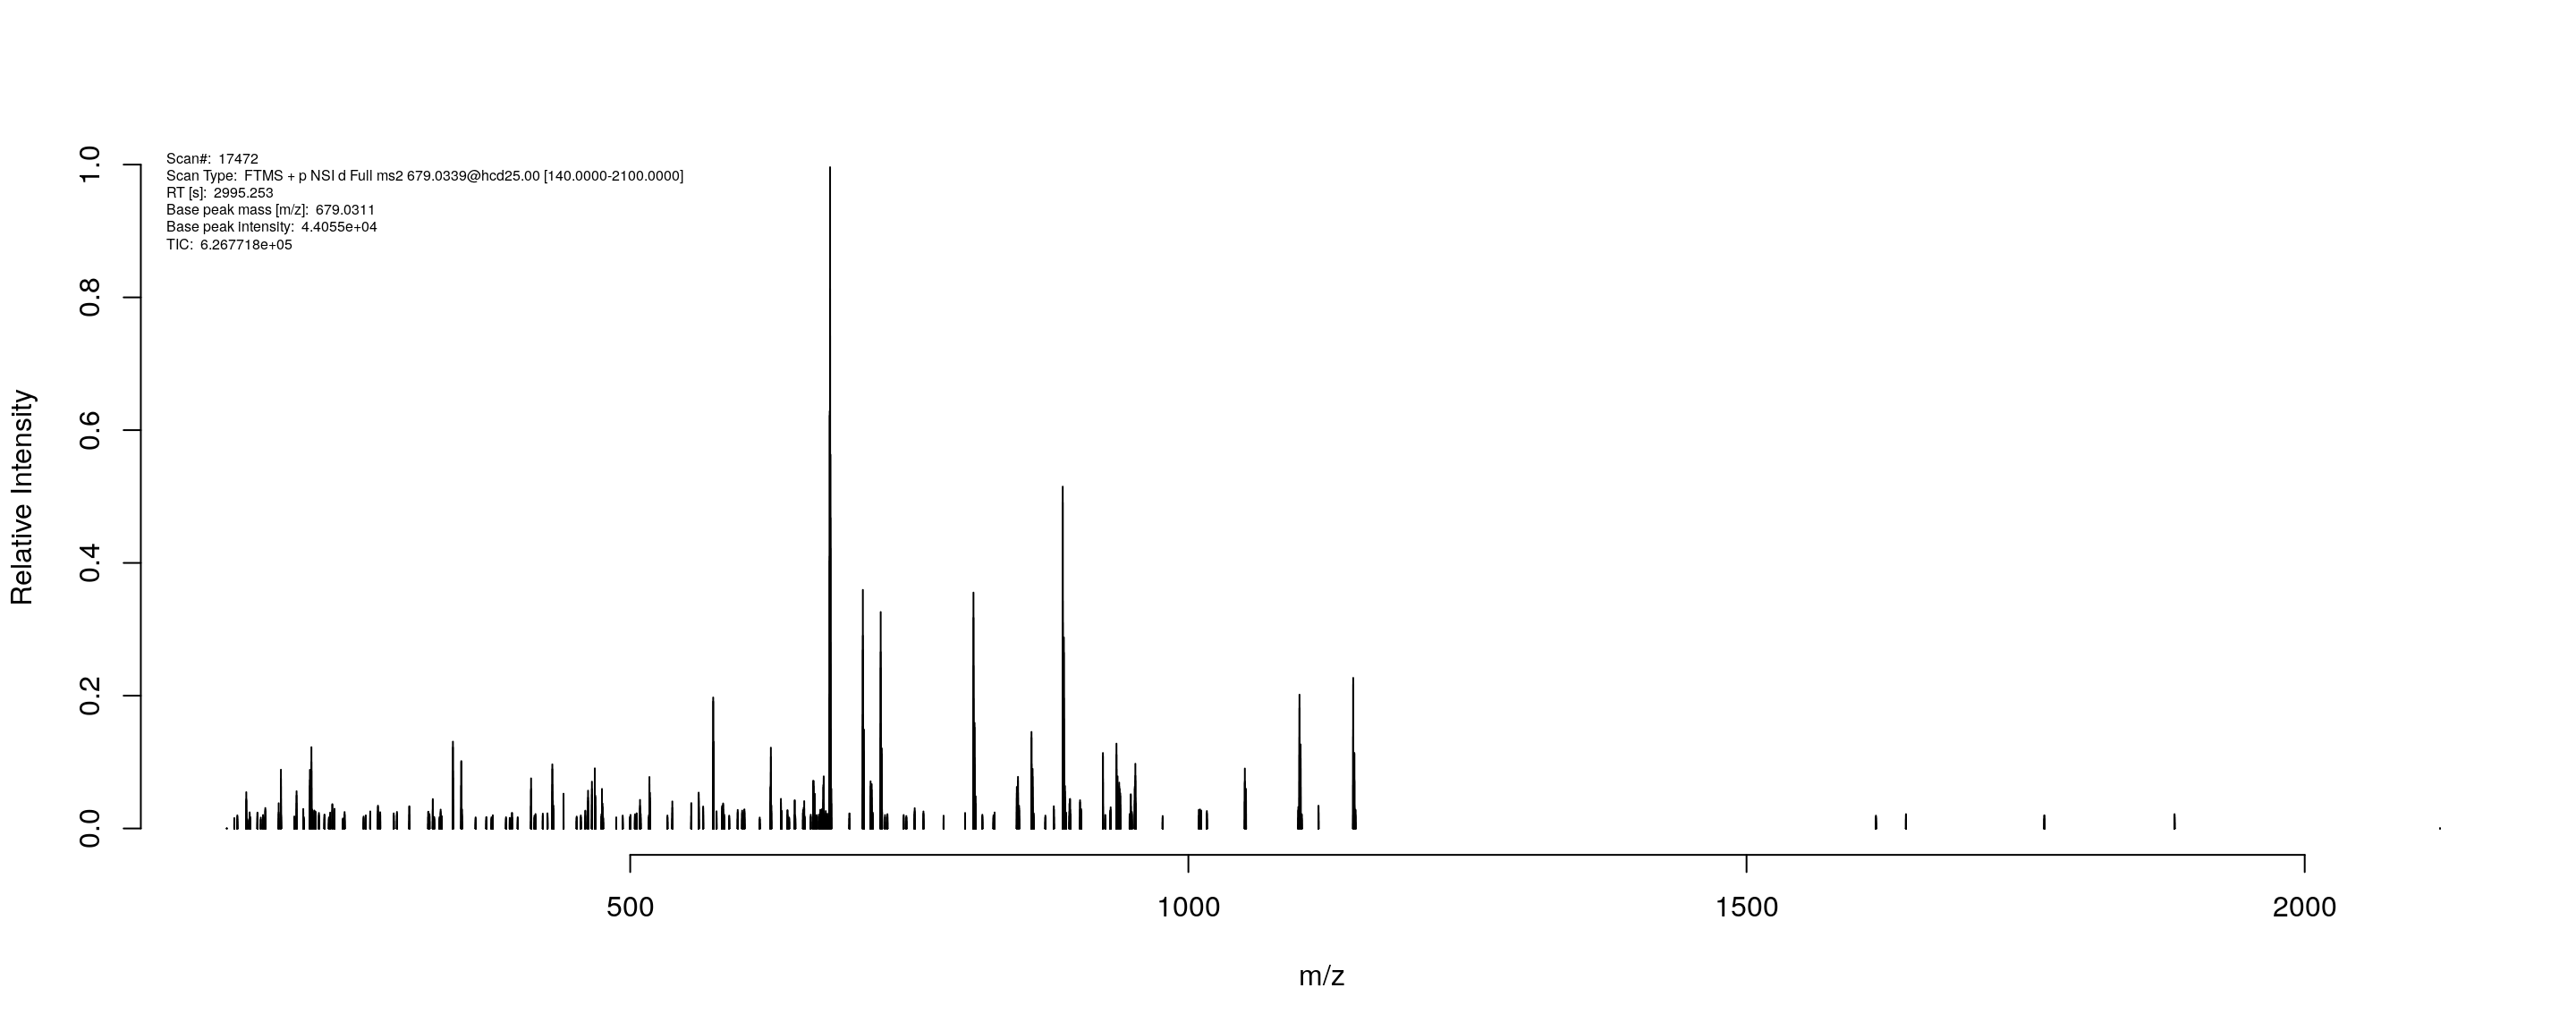 Scan#: 17472
Scan Type: FTMS + p NSI d Full ms2 679.0339@hcd25.00 [140.0000-2100.0000]
RT [s]: 2995.253
Base peak mass [m/z]: 679.0311
Base peak intensity: 4.4055e+04
TIC: 6.267718e+05
1.0
0.8
0.6
0.4
0.2
0.0
Relative Intensity
500 1000 1500 2000
m/z